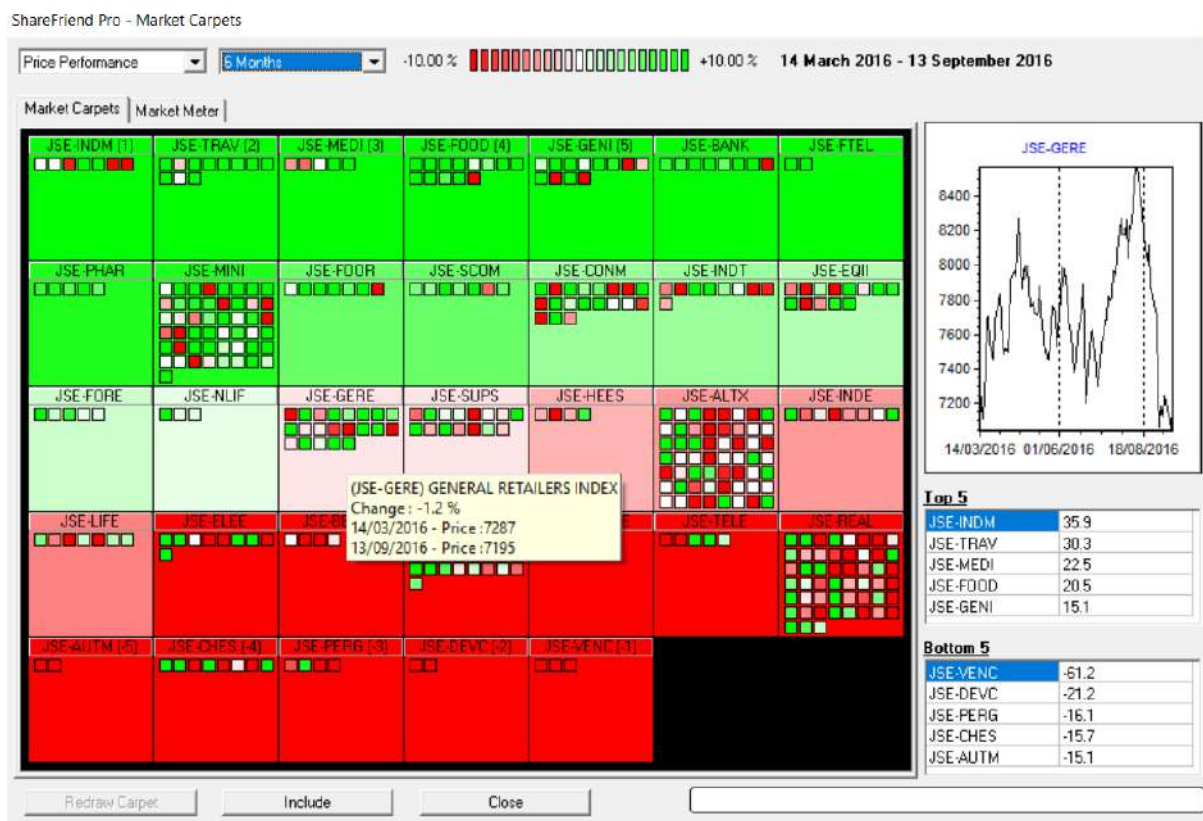 ShareFriend Pro - Market Carpets
Price Performance 6 Months -10.00 % +10.00 % 14 March 2016 - 13 September 2016
Market Carpets Market Meter
JSE-INDM (1) JSE-TRAV (2) JSE-MEDI (3) JSE-FOOD (4) JSE-GENI (5) JSE-BANK JSE-FTEL
JSE-PHAR JSE-MINI JSE-FOOR JSE-SCOM JSE-CONM JSE-INDT JSE-EQII
JSE-FORE JSE-NLIF JSE-GERE JSE-SUPS JSE-HEES JSE-ALTX JSE-INDE
(JSE-GERE) GENERAL RETAILERS INDEX
Change : -1.2 %
14/03/2016 - Price :7287
13/09/2016 - Price :7195
JSE-LIFE JSE-ELEE JSE-TELE JSE-REAL
JSE-AUTM (-5) JSE-CHES (-4) JSE-PERG (-3) JSE-DEVC (-2) JSE-VENC (-1)
JSE-GERE
8400
8200
8000
7800
7600
7400
7200
14/03/2016 01/06/2016 18/08/2016
Top 5
JSE-INDM 35.9
JSE-TRAV 30.3
JSE-MEDI 22.5
JSE-FOOD 20.5
JSE-GENI 15.1
Bottom 5
JSE-VENC -61.2
JSE-DEVC -21.2
JSE-PERG -16.1
JSE-CHES -15.7
JSE-AUTM -15.1
Redraw Carpet Include Close